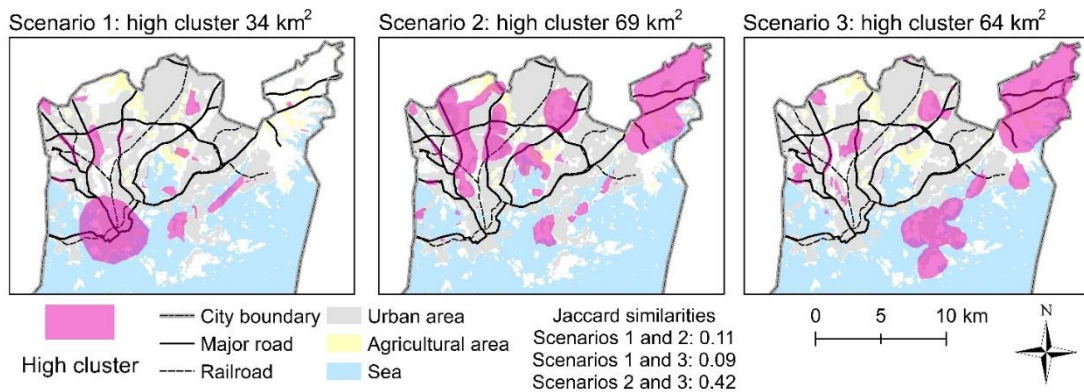 Scenario 1: high cluster 34 km²
Scenario 2: high cluster 69 km²
Scenario 3: high cluster 64 km²
High cluster
City boundary
Major road
Railroad
Urban area
Agricultural area
Sea
Jaccard similarities
Scenarios 1 and 2: 0.11
Scenarios 1 and 3: 0.09
Scenarios 2 and 3: 0.42
0 5 10 km
N